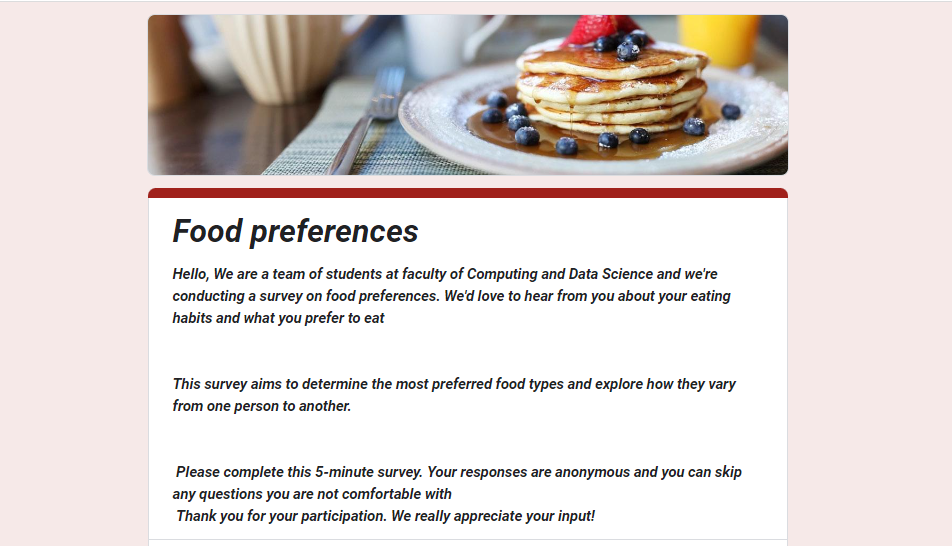 Food preferences
Hello, We are a team of students at faculty of Computing and Data Science and we're
conducting a survey on food preferences. We'd love to hear from you about your eating
habits and what you prefer to eat
This survey aims to determine the most preferred food types and explore how they vary
from one person to another.
Please complete this 5-minute survey. Your responses are anonymous and you can skip
any questions you are not comfortable with
Thank you for your participation. We really appreciate your input!